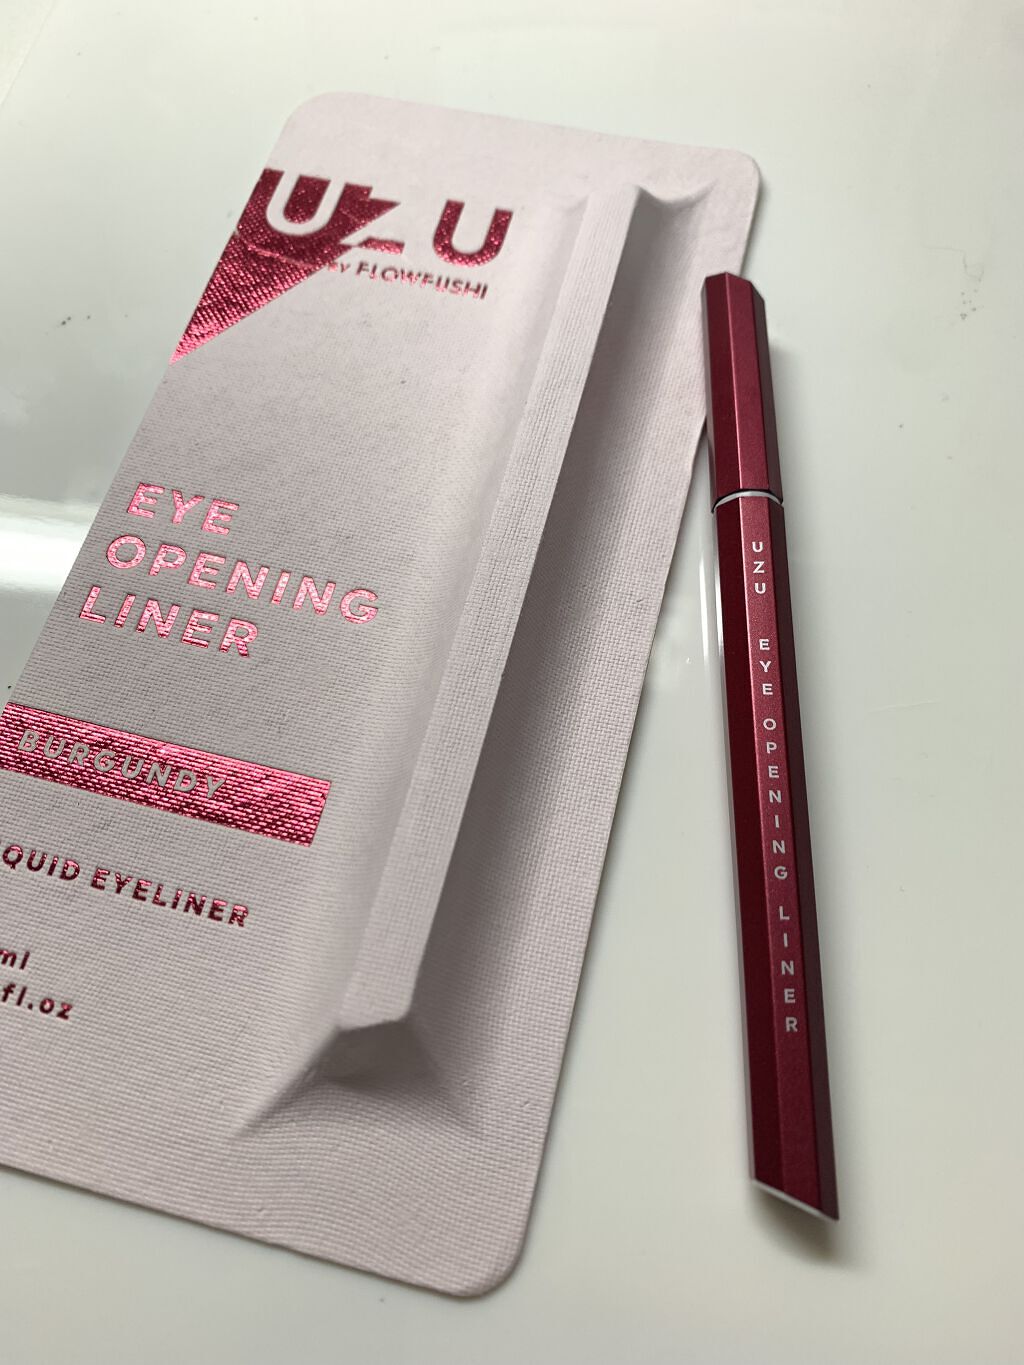 UZU
BY FLOWFUSHI
EYE
OPENING
LINER
BURGUNDY
QUID EYELINER
ml
fl.oz
UZU EYE OPENING LINER